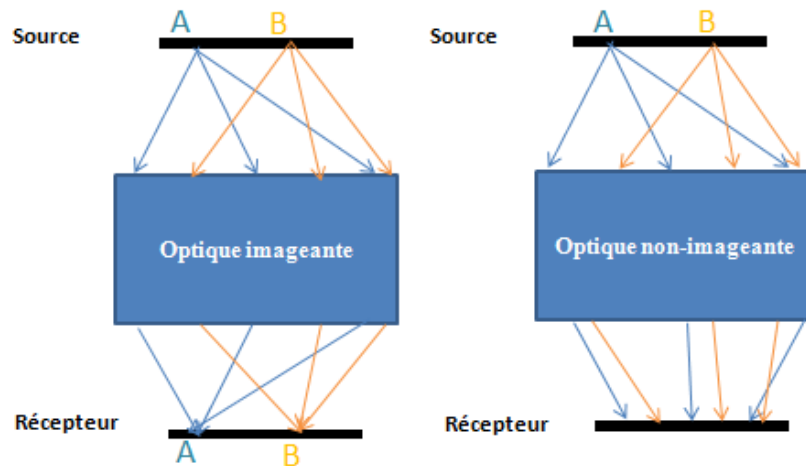 A B
Source
Optique imageante
Récepteur
A B
A B
Source
Optique non-imageante
Récepteur